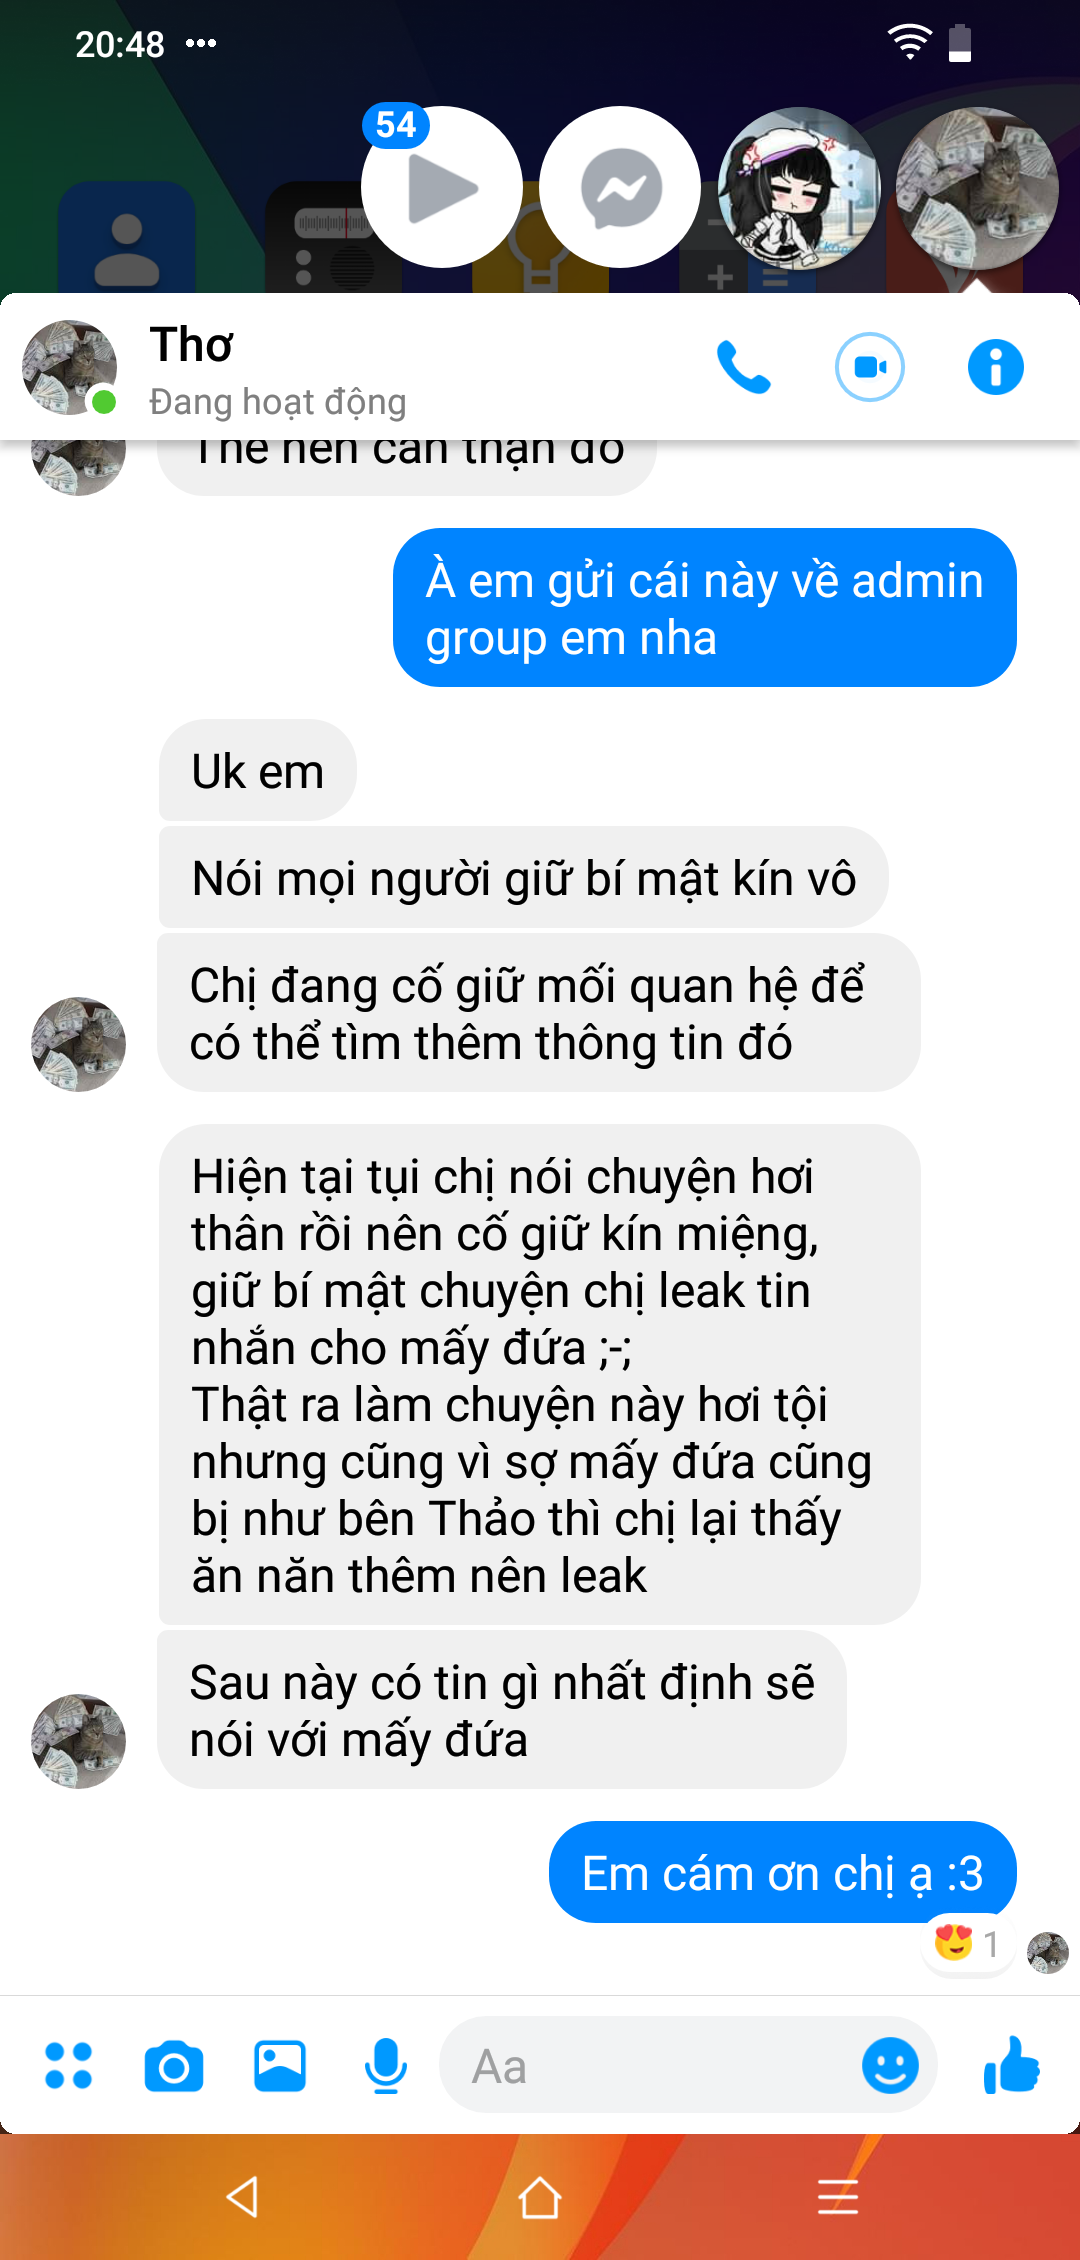 20:48
54
Thơ
Đang hoạt động
Thế nên cẩn thận đó
À em gửi cái này về admin
group em nha
Uk em
Nói mọi người giữ bí mật kín vô
Chị đang cố giữ mối quan hệ để
có thể tìm thêm thông tin đó
Hiện tại tụi chị nói chuyện hơi
thân rồi nên cố giữ kín miệng,
giữ bí mật chuyện chị leak tin
nhắn cho mấy đứa ;-;
Thật ra làm chuyện này hơi tội
nhưng cũng vì sợ mấy đứa cũng
bị như bên Thảo thì chị lại thấy
ăn năn thêm nên leak
Sau này có tin gì nhất định sẽ
nói với mấy đứa
Em cám ơn chị ạ :3
1
Aa